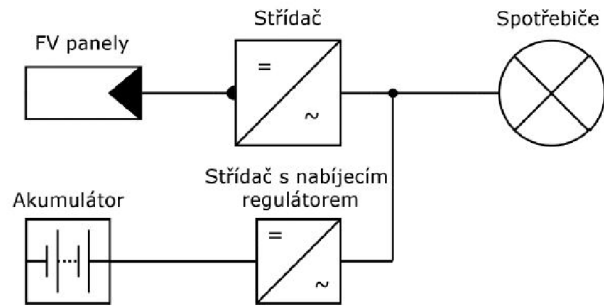 Střídač
Spotřebiče
FV panely
=
~
Střídač s nabíjecím
regulátorem
Akumulátor
=
~